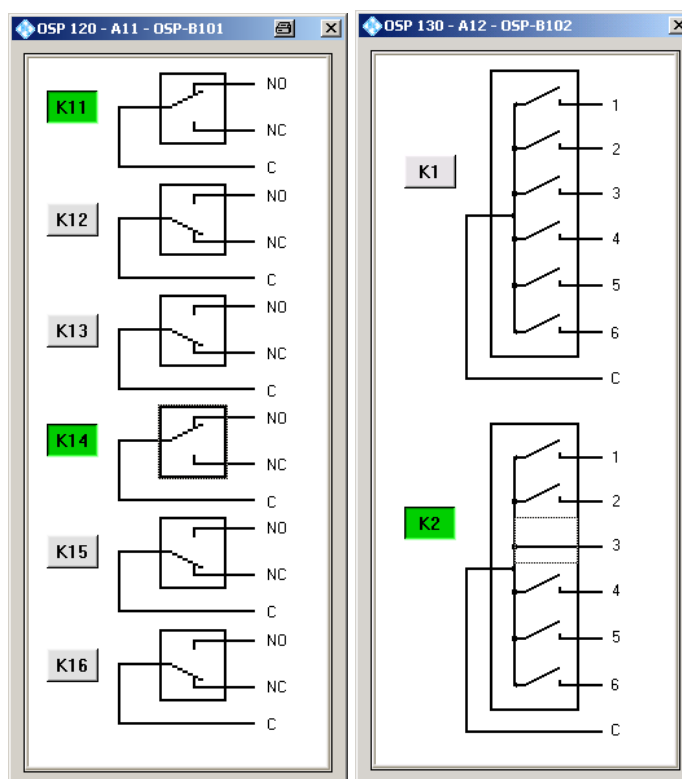 OSP 120 - A11 - OSP-B101
K11
NO
NC
C
K12
NO
NC
C
K13
NO
NC
C
K14
NO
NC
C
K15
NO
NC
C
K16
NO
NC
C
OSP 130 - A12 - OSP-B102
K1
1
2
3
4
5
6
C
K2
1
2
3
4
5
6
C